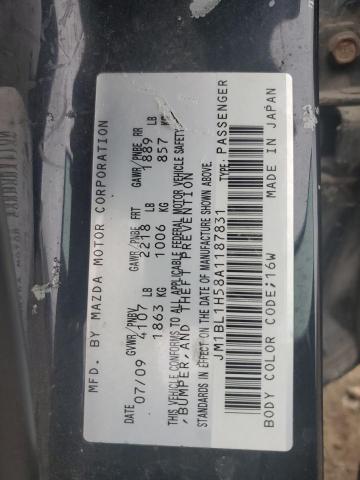 MFD. BY MAZDA MOTOR CORPORATION
DATE GVWR/PNBV GAWR/PNBE FRT GAWR/PNBE RR
07/09 4107 LB 2218 LB 1889 LB
1863 KG 1006 KG 857 KG
THIS VEHICLE CONFORMS TO ALL APPLICABLE FEDERAL MOTOR VEHICLE SAFETY
,BUMPER,AND THEFT PREVENTION
STANDARDS IN EFFECT ON THE DATE OF MANUFACTURE SHOWN ABOVE.
JM1BL1H58A1187831 TYPE: PASSENGER
BODY COLOR CODE;16W MADE IN JAPAN